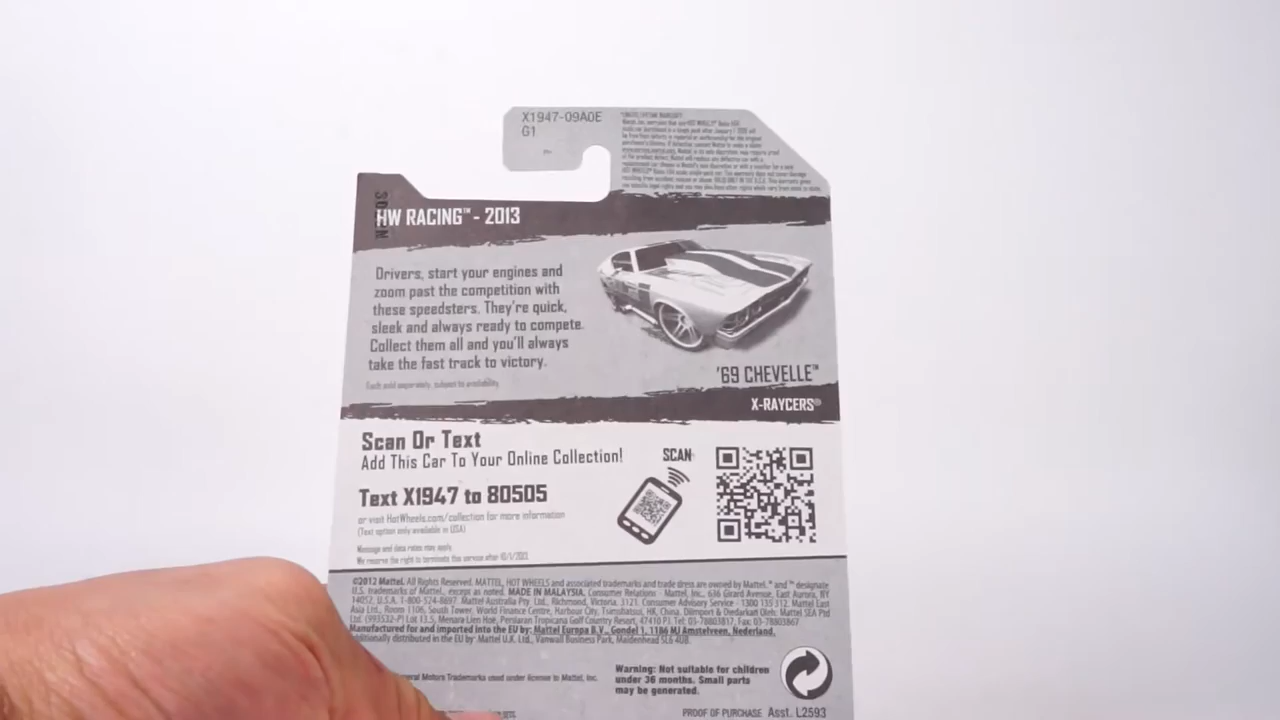 X1947-09A0E
G1
HW RACING™ - 2013
Drivers, start your engines and
zoom past the competition with
these speedsters. They're quick,
sleek and always ready to compete.
Collect them all and you'll always
take the fast track to victory.
Each sold separately, subject to availability.
'69 CHEVELLE™
X-RAYCERS®
Scan Or Text
Add This Car To Your Online Collection!
SCAN
Text X1947 to 80505
or visit HotWheels.com/collection for more information
(Text option only available in USA)
Message and data rates may apply.
We reserve the right to terminate this service after 10/1/2023.
©2012 Mattel. All Rights Reserved. MATTEL, HOT WHEELS and associated trademarks and trade dress are owned by Mattel. ® and ™ designate
U.S. trademarks of Mattel, except as noted. MADE IN MALAYSIA. Consumer Relations - Mattel, Inc., 636 Girard Avenue, East Aurora, NY
14052, U.S.A. 1-800-524-8697. Mattel Australia Pty. Ltd., Richmond, Victoria. 3121. Consumer Advisory Service - 1300 135 312. Mattel East
Asia Ltd., Room 1106, South Tower, World Finance Centre, Harbour City, Tsimshatsui, HK, China. Diimport & Diedarkan Oleh: Mattel SEA Ptd
Ltd. (993532-P) Lot 13.5, Menara Lien Hoe, Persiaran Tropicana Golf Country Resort, 47410 PJ. Tel: 03-78803817, Fax: 03-78803867
Manufactured for and imported into the EU by: Mattel Europa B.V., Gondel 1, 1186 MJ Amstelveen, Nederland.
Additionally distributed in the EU by: Mattel U.K. Ltd., Vanwall Business Park, Maidenhead SL6 4UB.
General Motors Trademarks used under license to Mattel, Inc.
Warning: Not suitable for children
under 36 months. Small parts
may be generated.
PROOF OF PURCHASE Asst. L2593